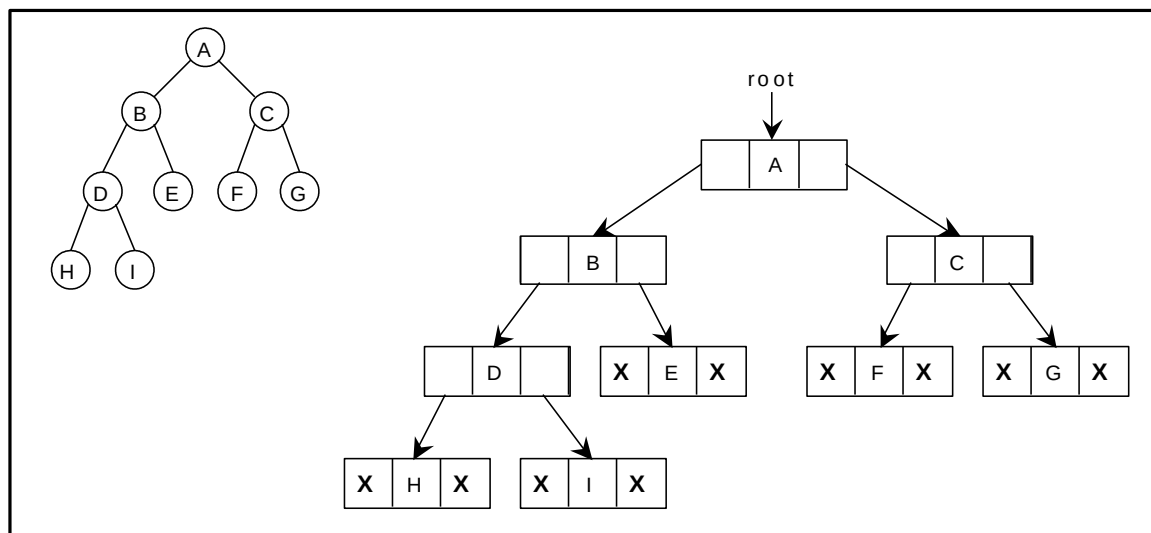 A
B C
D E F G
H I
root
A
B C
D X E X X F X X G X
X H X X I X